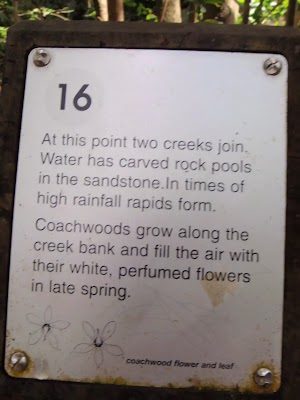 16
At this point two creeks join.
Water has carved rock pools
in the sandstone.In times of
high rainfall rapids form.
Coachwoods grow along the
creek bank and fill the air with
their white, perfumed flowers
in late spring.
coachwood flower and leaf